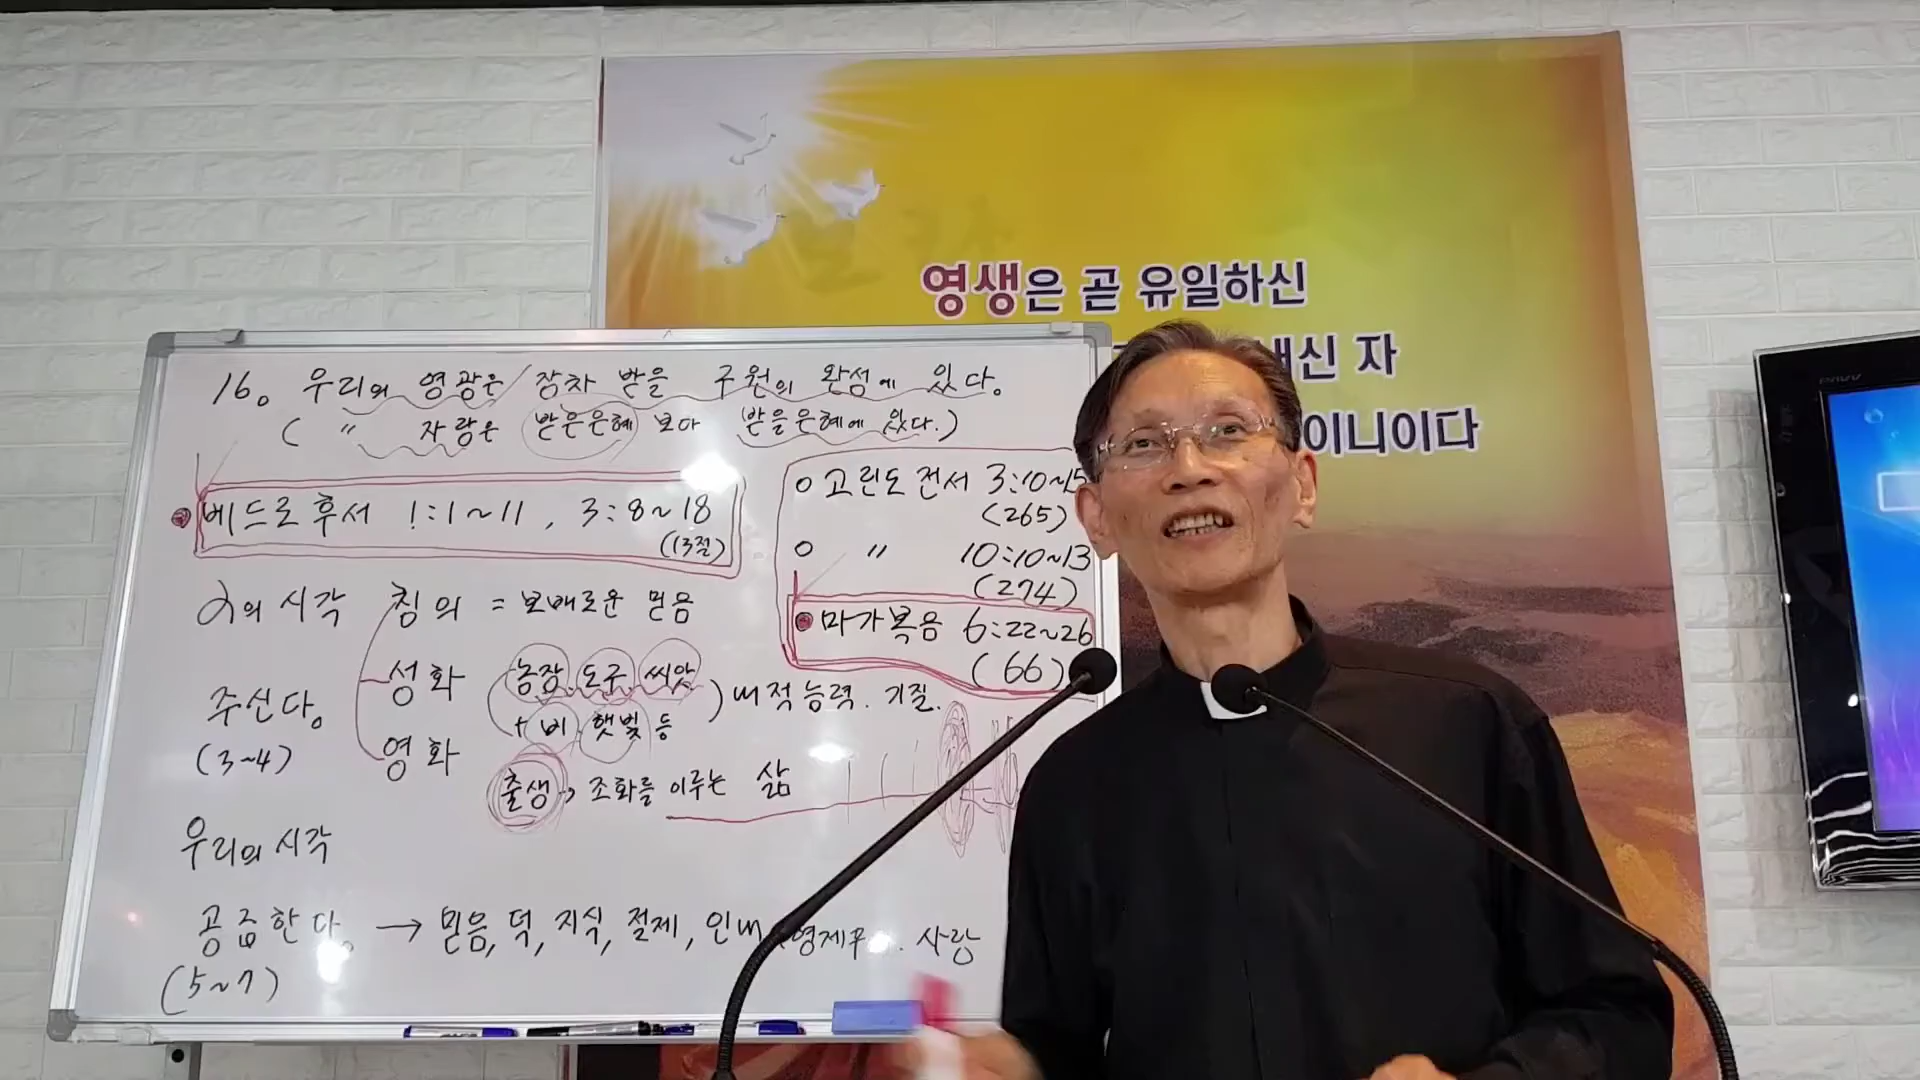 영생은 곧 유일하신
신 자
이니이다
16. 우리의 영광은 장차 받을 구원의 완성에 있다.
( 〃 자랑은 받은은혜 보다 받을은혜에 있다.)
베드로후서 1:1~11, 3:8~18
(13절)
고린도전서 3:10~15
(265)
〃 10:10~13
(274)
마가복음 6:22~26
(66)
의 시각 칭의 = 보배로운 믿음
주신다.
(3~4)
성화 (농장, 도구, 씨앗
+ 비, 햇빛 등 ) 내적능력. 기질.
영화
출생 → 조화를 이루는 삶
우리의 시각
공급한다. → 믿음, 덕, 지식, 절제, 인내 사랑
(5~7)